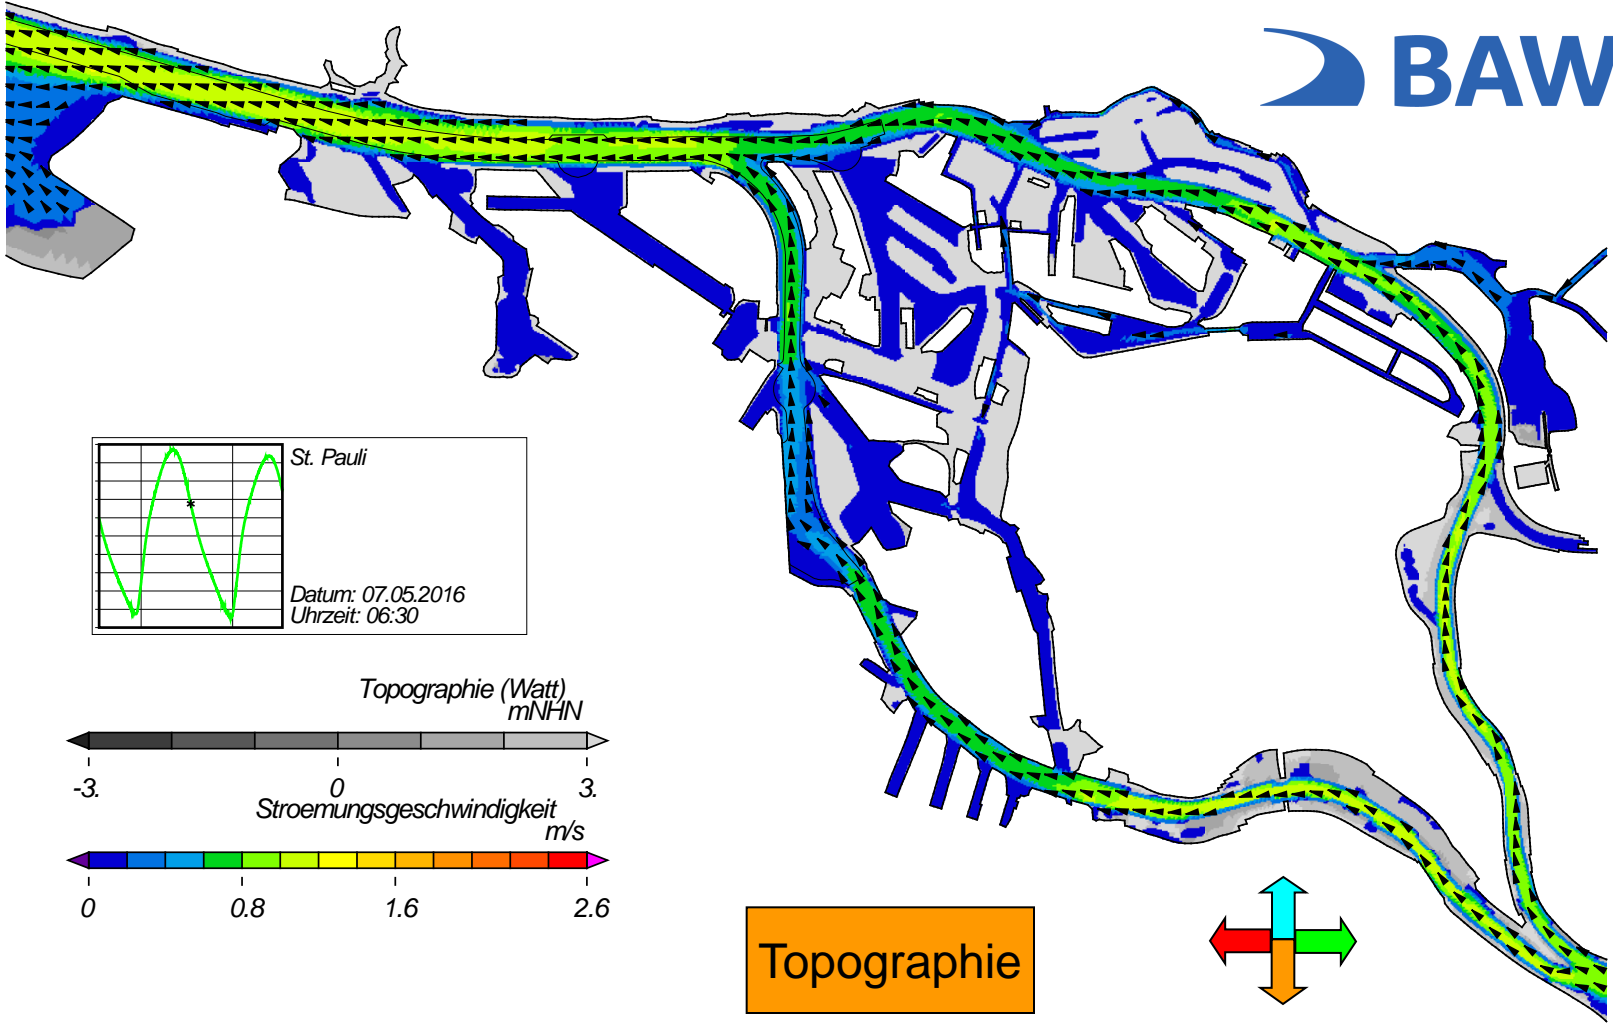 BAW
St. Pauli
Datum: 07.05.2016
Uhrzeit: 06:30
Topographie (Watt)
mNHN
-3. 0 3.
Stroemungsgeschwindigkeit
m/s
0 0.8 1.6 2.6
Topographie